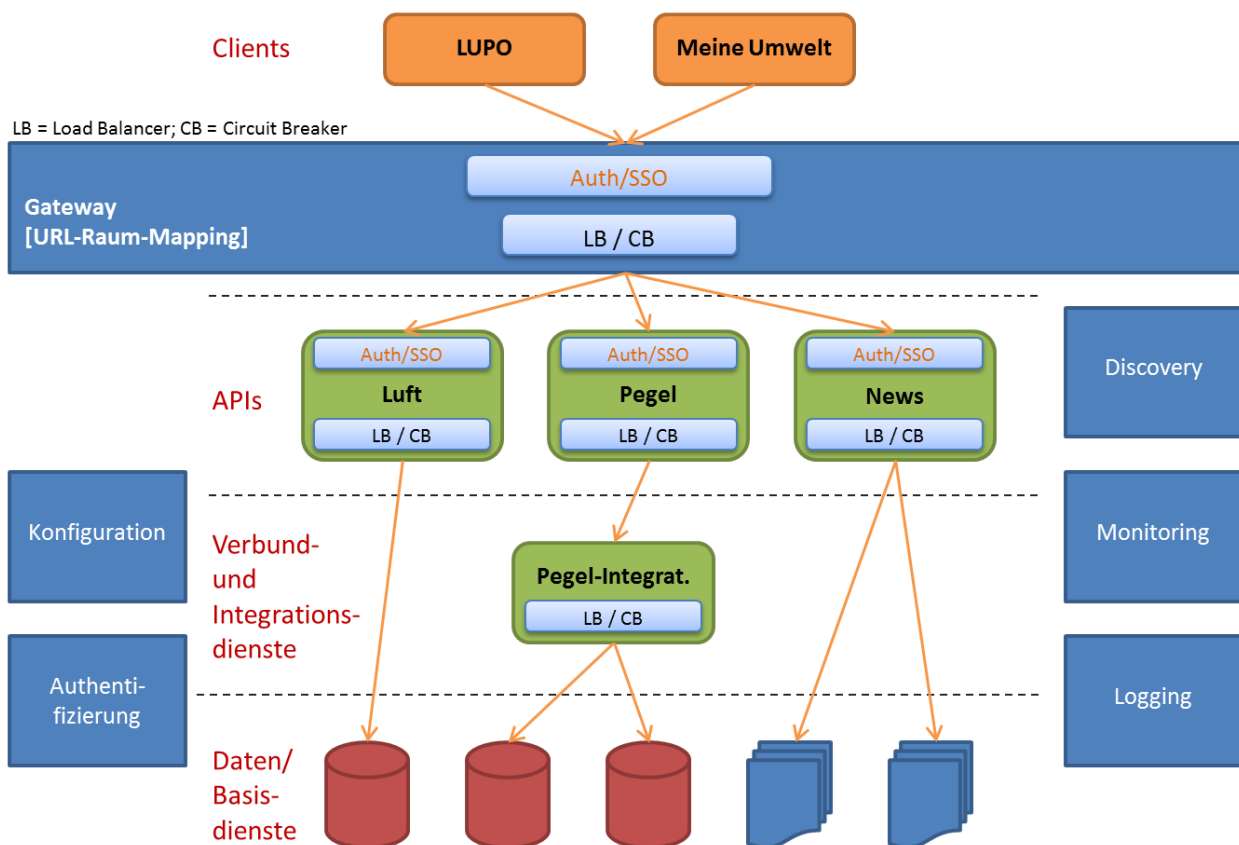 Clients
LUPO
Meine Umwelt
LB = Load Balancer; CB = Circuit Breaker
Auth/SSO
Gateway
[URL-Raum-Mapping]
LB / CB
APIs
Auth/SSO
Luft
LB / CB
Auth/SSO
Pegel
LB / CB
Auth/SSO
News
LB / CB
Discovery
Konfiguration
Verbund-
und
Integrations-
dienste
Pegel-Integrat.
LB / CB
Monitoring
Authenti-
fizierung
Logging
Daten/
Basis-
dienste